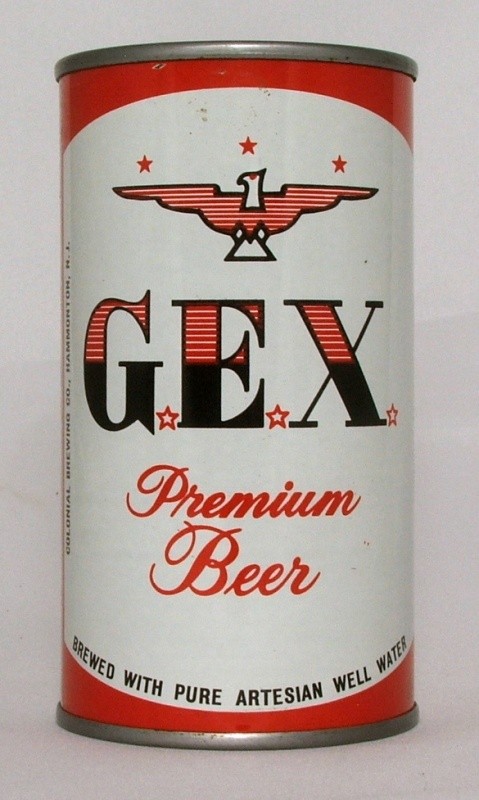 G.E.X.
Premium
Beer
BREWED WITH PURE ARTESIAN WELL WATER
COLONIAL BREWING CO., HAMMONTON, N.J.